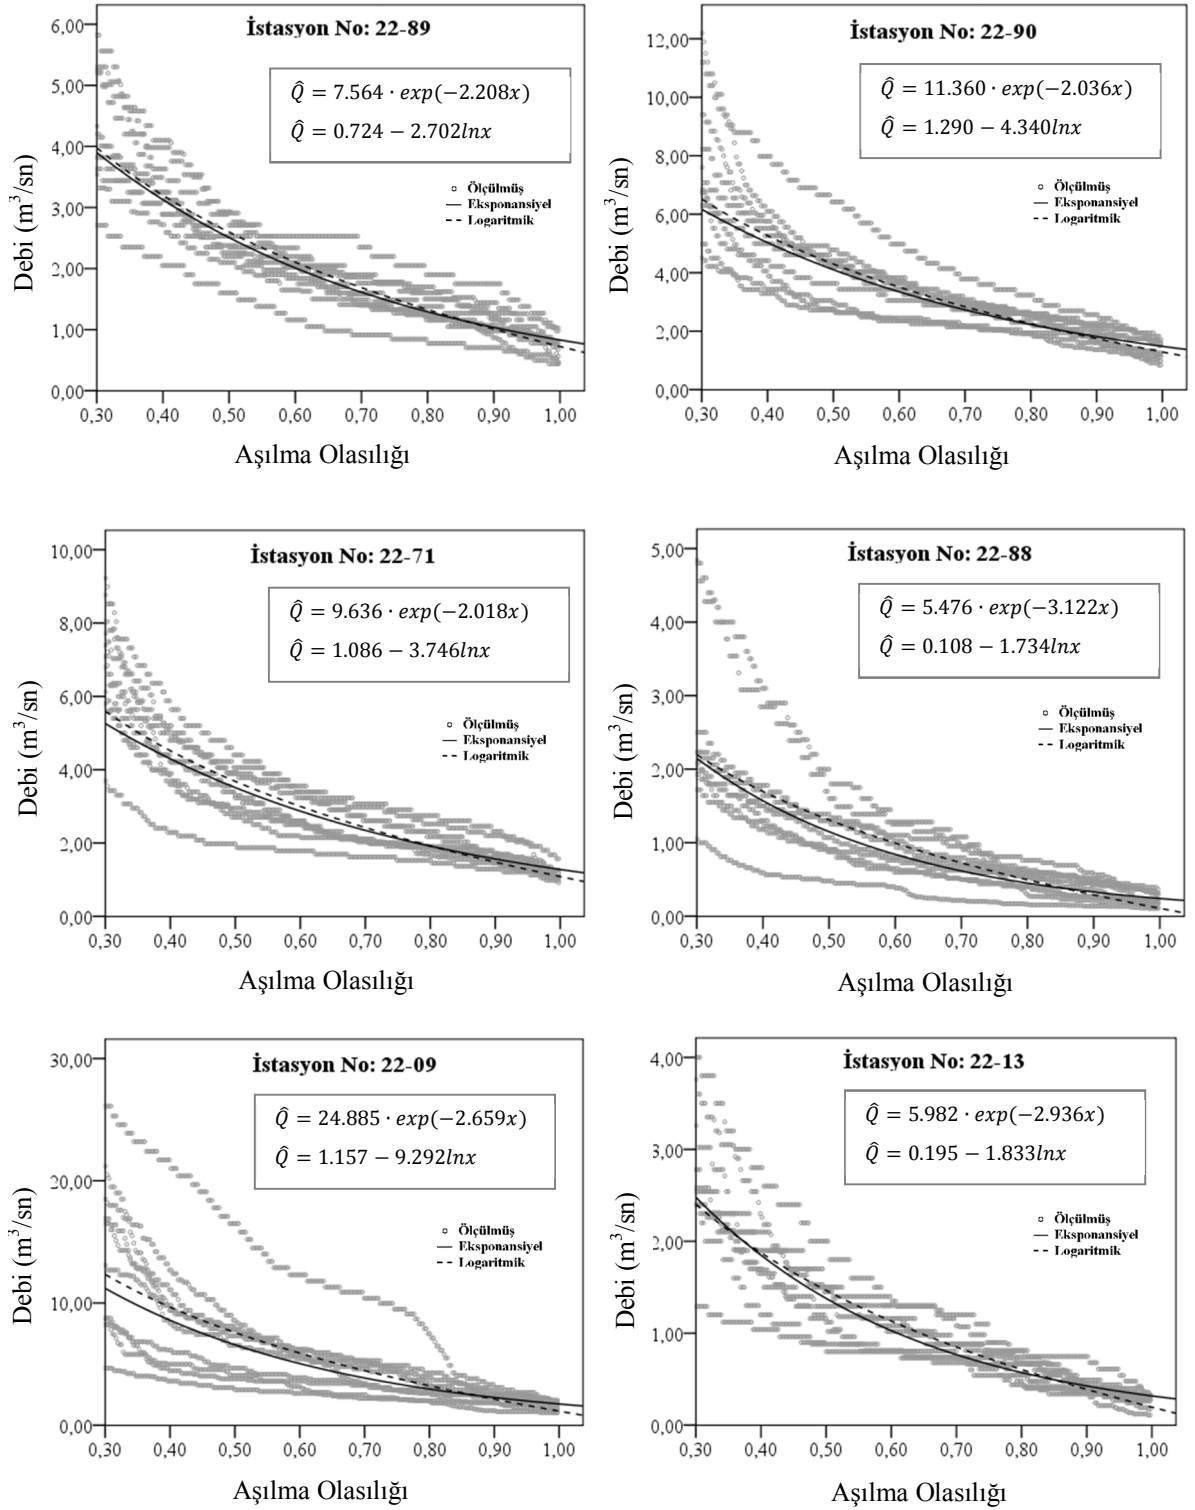 İstasyon No: 22-89
Q̂ = 7.564 · exp(−2.208x)
Q̂ = 0.724 − 2.702lnx
Ölçülmüş
Eksponansiyel
Logaritmik
Debi (m³/sn)
6,00
5,00
4,00
3,00
2,00
1,00
0,00
0,30 0,40 0,50 0,60 0,70 0,80 0,90 1,00
Aşılma Olasılığı
İstasyon No: 22-90
Q̂ = 11.360 · exp(−2.036x)
Q̂ = 1.290 − 4.340lnx
Ölçülmüş
Eksponansiyel
Logaritmik
Debi (m³/sn)
12,00
10,00
8,00
6,00
4,00
2,00
0,00
0,30 0,40 0,50 0,60 0,70 0,80 0,90 1,00
Aşılma Olasılığı
İstasyon No: 22-71
Q̂ = 9.636 · exp(−2.018x)
Q̂ = 1.086 − 3.746lnx
Ölçülmüş
Eksponansiyel
Logaritmik
Debi (m³/sn)
10,00
8,00
6,00
4,00
2,00
0,00
0,30 0,40 0,50 0,60 0,70 0,80 0,90 1,00
Aşılma Olasılığı
İstasyon No: 22-88
Q̂ = 5.476 · exp(−3.122x)
Q̂ = 0.108 − 1.734lnx
Ölçülmüş
Eksponansiyel
Logaritmik
Debi (m³/sn)
5,00
4,00
3,00
2,00
1,00
0,00
0,30 0,40 0,50 0,60 0,70 0,80 0,90 1,00
Aşılma Olasılığı
İstasyon No: 22-09
Q̂ = 24.885 · exp(−2.659x)
Q̂ = 1.157 − 9.292lnx
Ölçülmüş
Eksponansiyel
Logaritmik
Debi (m³/sn)
30,00
20,00
10,00
0,00
0,30 0,40 0,50 0,60 0,70 0,80 0,90 1,00
Aşılma Olasılığı
İstasyon No: 22-13
Q̂ = 5.982 · exp(−2.936x)
Q̂ = 0.195 − 1.833lnx
Ölçülmüş
Eksponansiyel
Logaritmik
Debi (m³/sn)
4,00
3,00
2,00
1,00
0,00
0,30 0,40 0,50 0,60 0,70 0,80 0,90 1,00
Aşılma Olasılığı